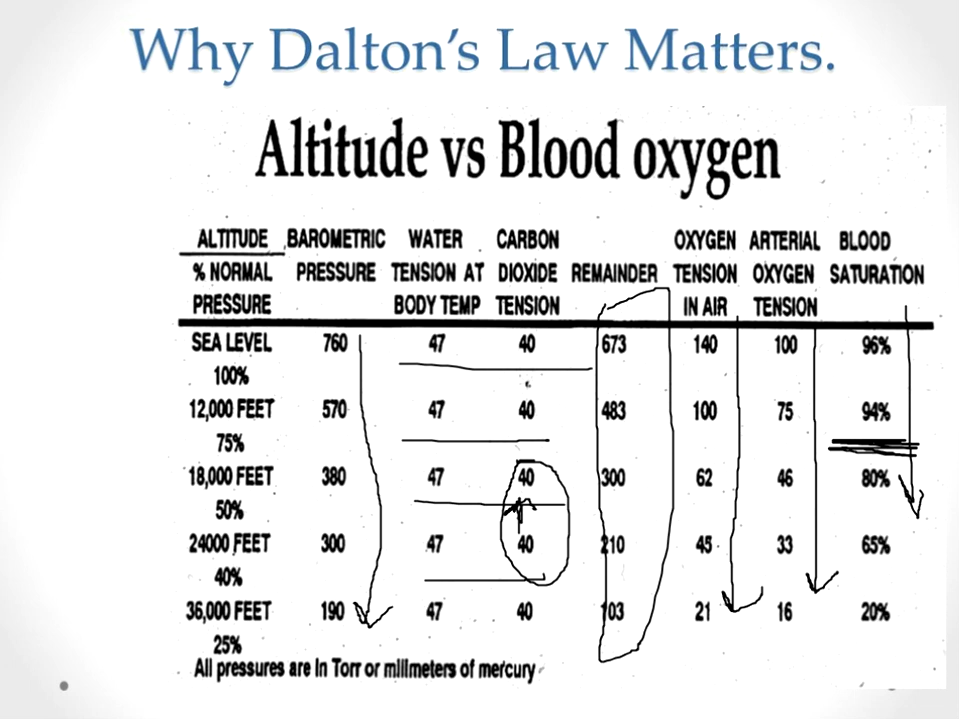 Why Dalton's Law Matters.
Altitude vs Blood oxygen
ALTITUDE BAROMETRIC WATER CARBON OXYGEN ARTERIAL BLOOD
% NORMAL PRESSURE TENSION AT DIOXIDE REMAINDER TENSION OXYGEN SATURATION
PRESSURE BODY TEMP TENSION IN AIR TENSION
SEA LEVEL 760 47 40 673 140 100 96%
100%
12,000 FEET 570 47 40 483 100 75 94%
75%
18,000 FEET 380 47 40 300 62 46 80%
50%
24000 FEET 300 47 40 210 45 33 65%
40%
36,000 FEET 190 47 40 103 21 16 20%
25%
All pressures are in Torr or milimeters of mercury